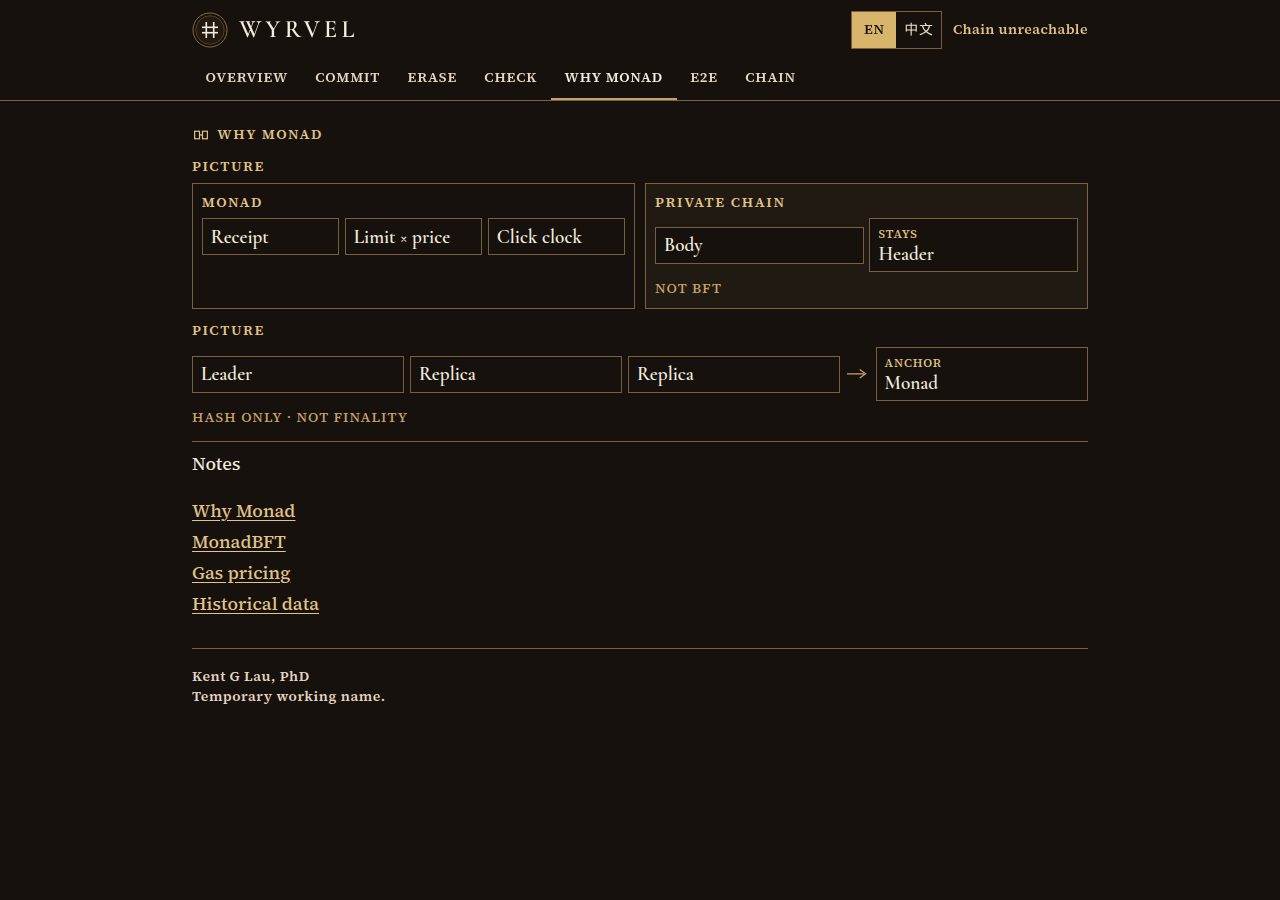 WYRVEL
EN 中文 Chain unreachable
OVERVIEW COMMIT ERASE CHECK WHY MONAD E2E CHAIN
WHY MONAD
PICTURE
MONAD
Receipt
Limit × price
Click clock
PRIVATE CHAIN
Body
STAYS
Header
NOT BFT
PICTURE
Leader
Replica
Replica
→
ANCHOR
Monad
HASH ONLY · NOT FINALITY
Notes
Why Monad
MonadBFT
Gas pricing
Historical data
Kent G Lau, PhD
Temporary working name.